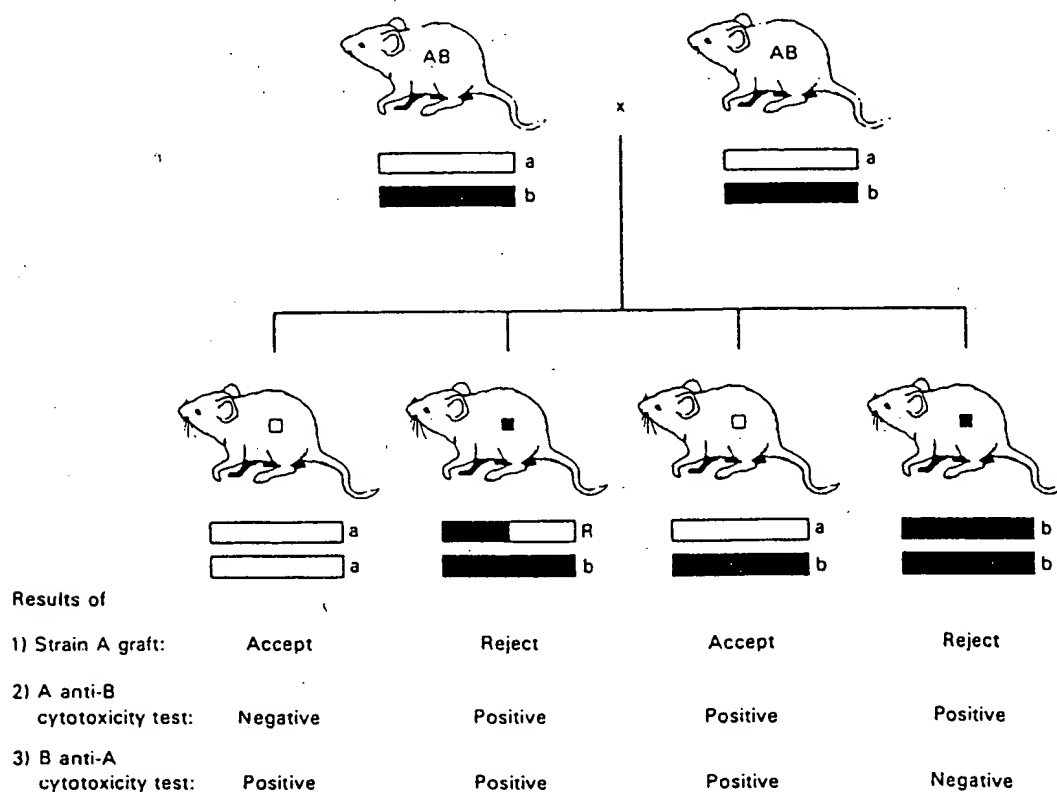 AB
AB
x
a
a
b
b
a
R
a
b
a
b
b
b
Results of
1) Strain A graft: Accept Reject Accept Reject
2) A anti-B
cytotoxicity test: Negative Positive Positive Positive
3) B anti-A
cytotoxicity test: Positive Positive Positive Negative